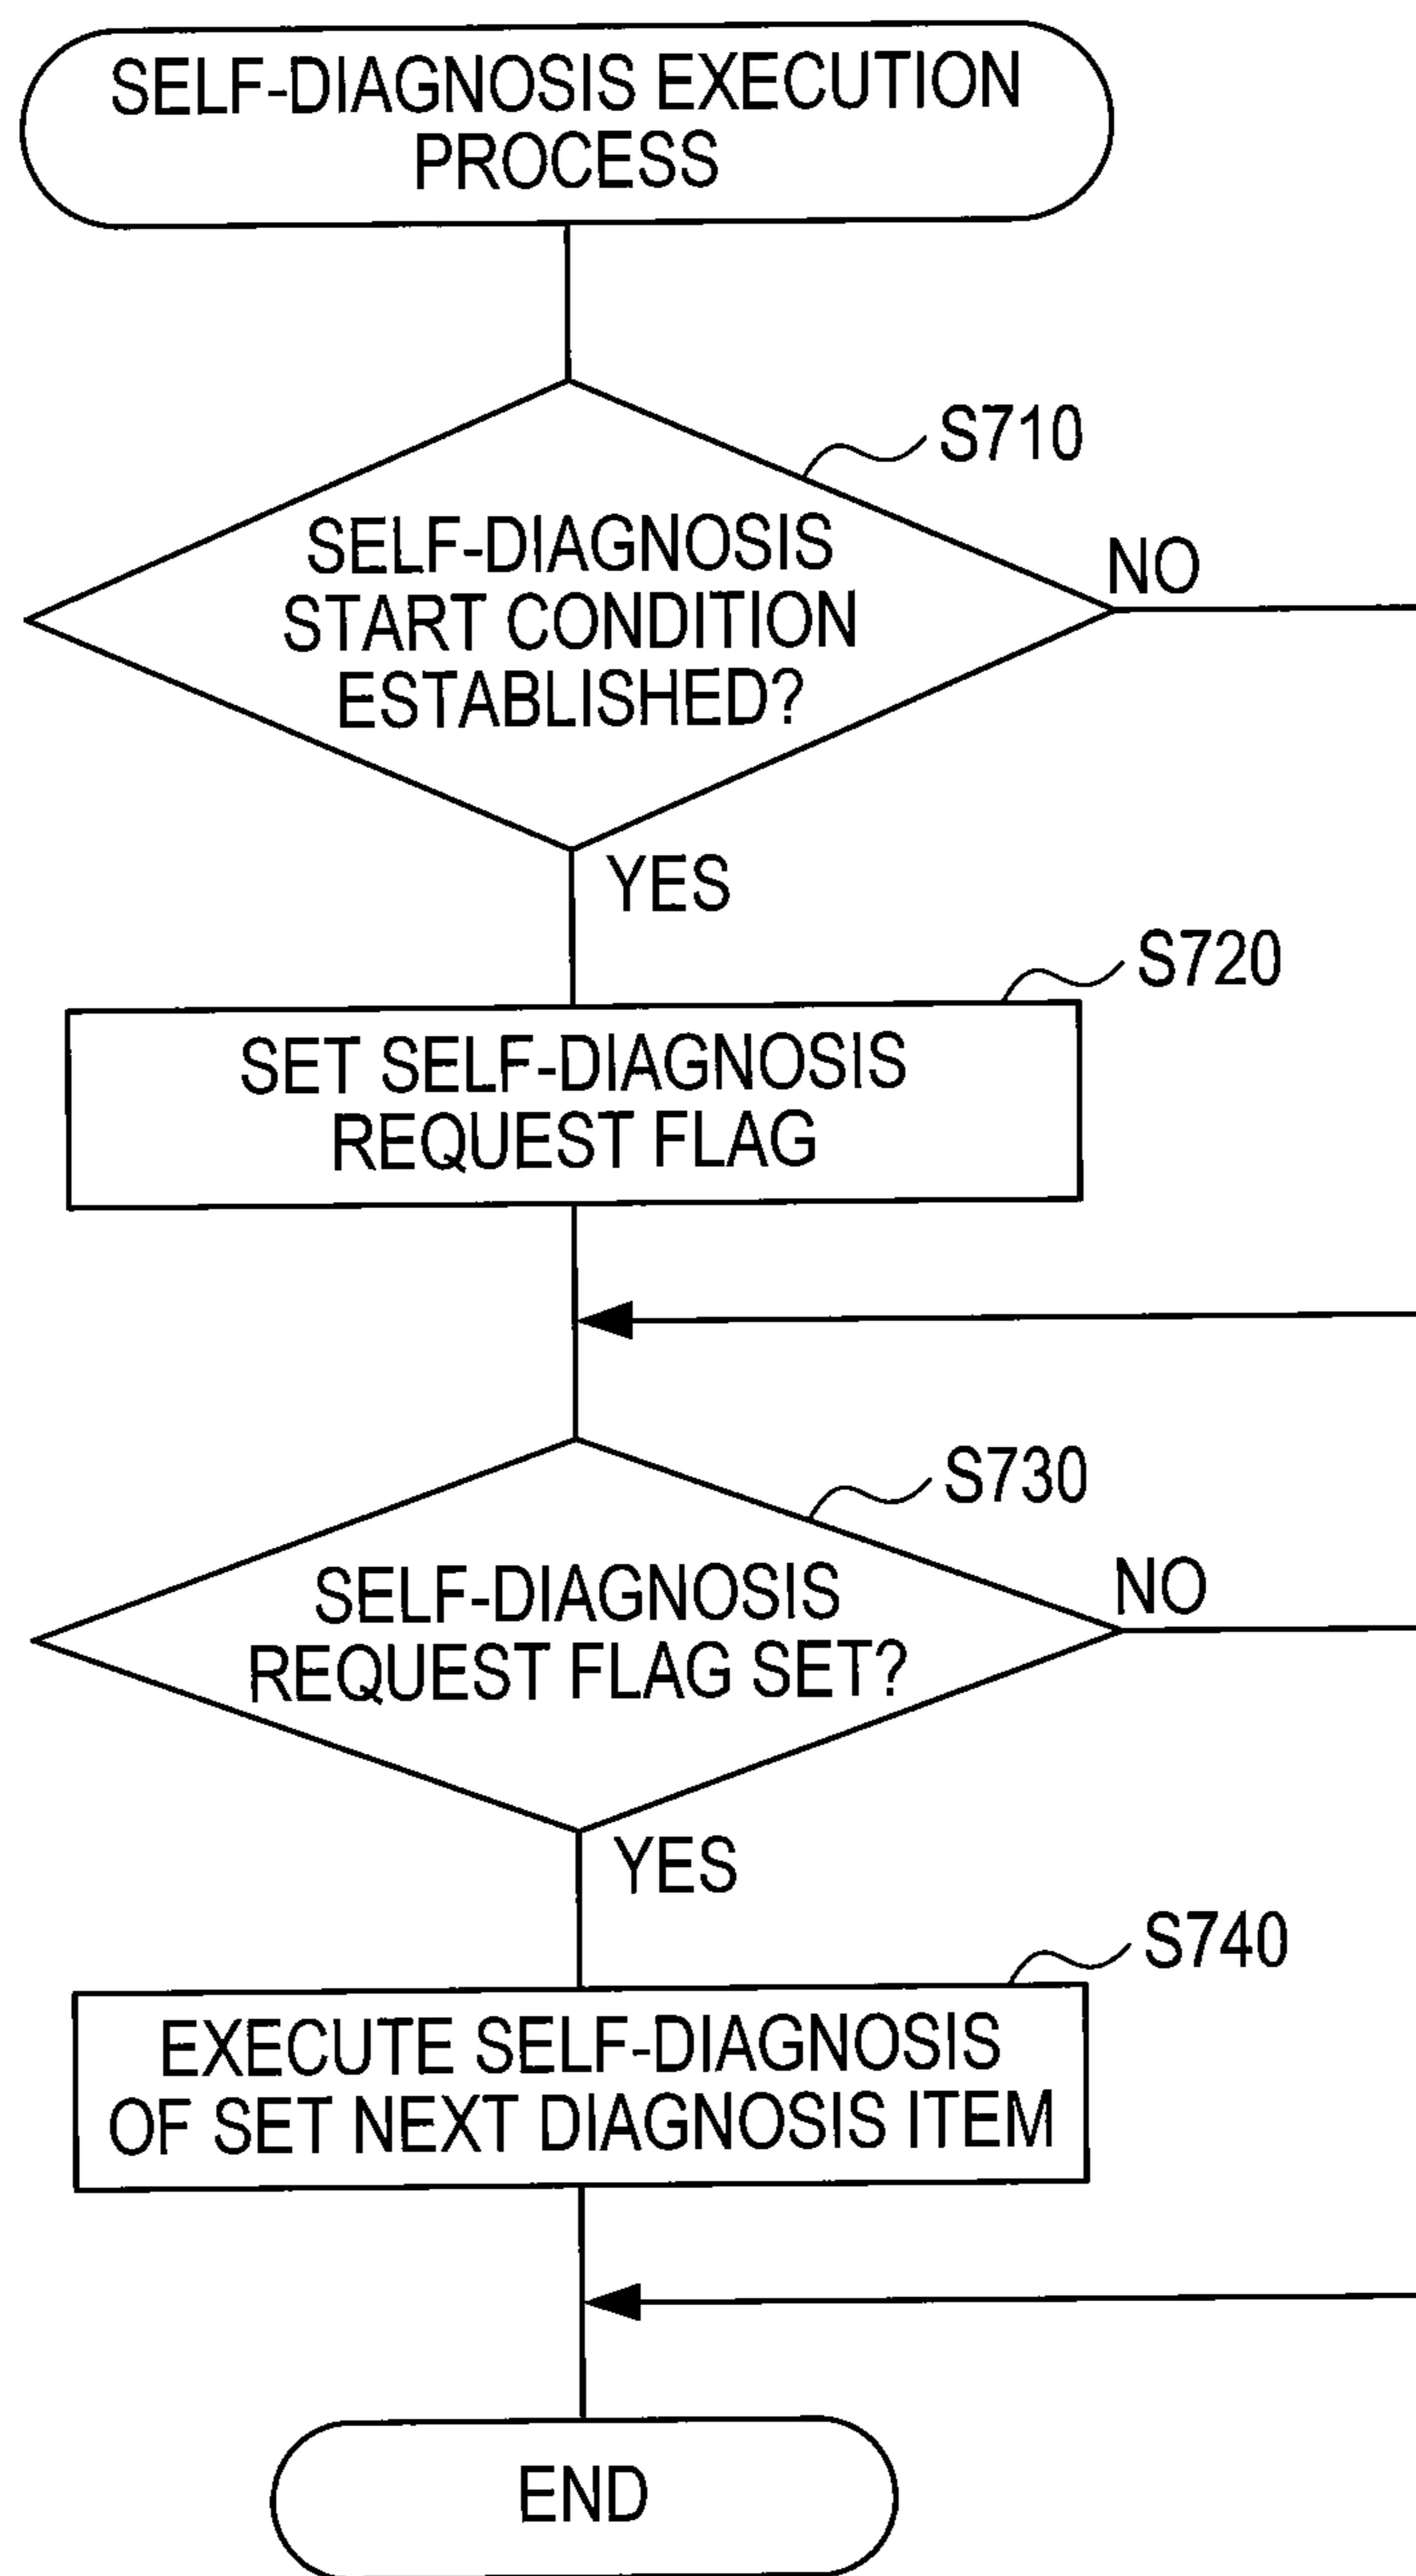 SELF-DIAGNOSIS EXECUTION
PROCESS
S710
SELF-DIAGNOSIS
START CONDITION
ESTABLISHED?
NO
YES
S720
SET SELF-DIAGNOSIS
REQUEST FLAG
S730
SELF-DIAGNOSIS
REQUEST FLAG SET?
NO
YES
S740
EXECUTE SELF-DIAGNOSIS
OF SET NEXT DIAGNOSIS ITEM
END